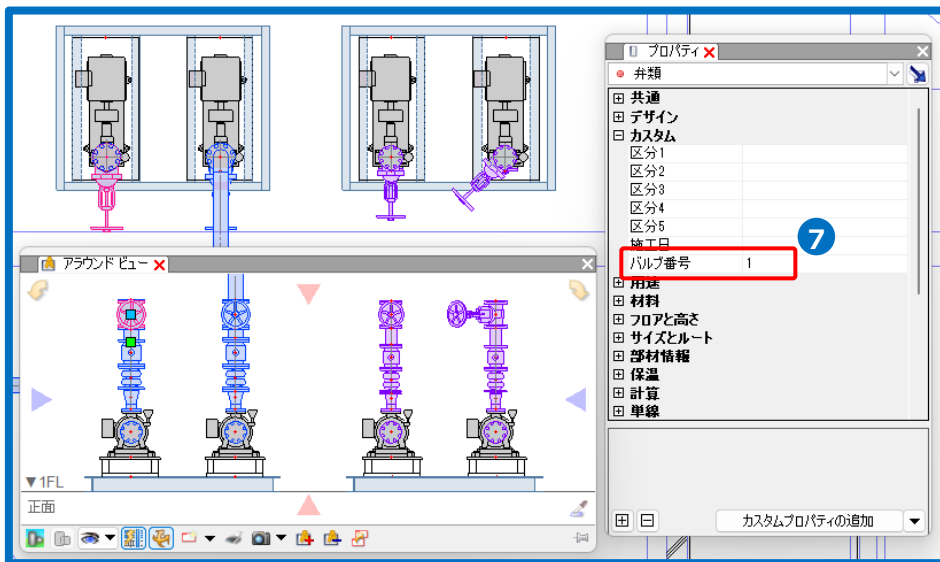 プロパティ
弁類
共通
デザイン
カスタム
区分1
区分2
区分3
区分4
区分5
施工日
バルブ番号 1
7
用途
材料
フロアと高さ
サイズとルート
部材情報
保温
計算
単線
カスタムプロパティの追加
アラウンド ビュー
▼1FL
正面